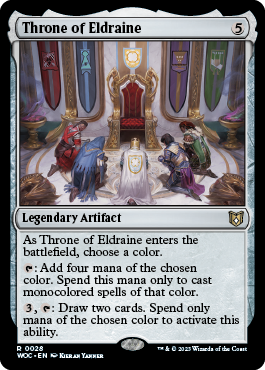 Throne of Eldraine 5
Legendary Artifact
As Throne of Eldraine enters the
battlefield, choose a color.
: Add four mana of the chosen
color. Spend this mana only to cast
monocolored spells of that color.
3, : Draw two cards. Spend only
mana of the chosen color to activate this
ability.
R 0028
WOC • EN Kieran Yanner
™ & © 2023 Wizards of the Coast